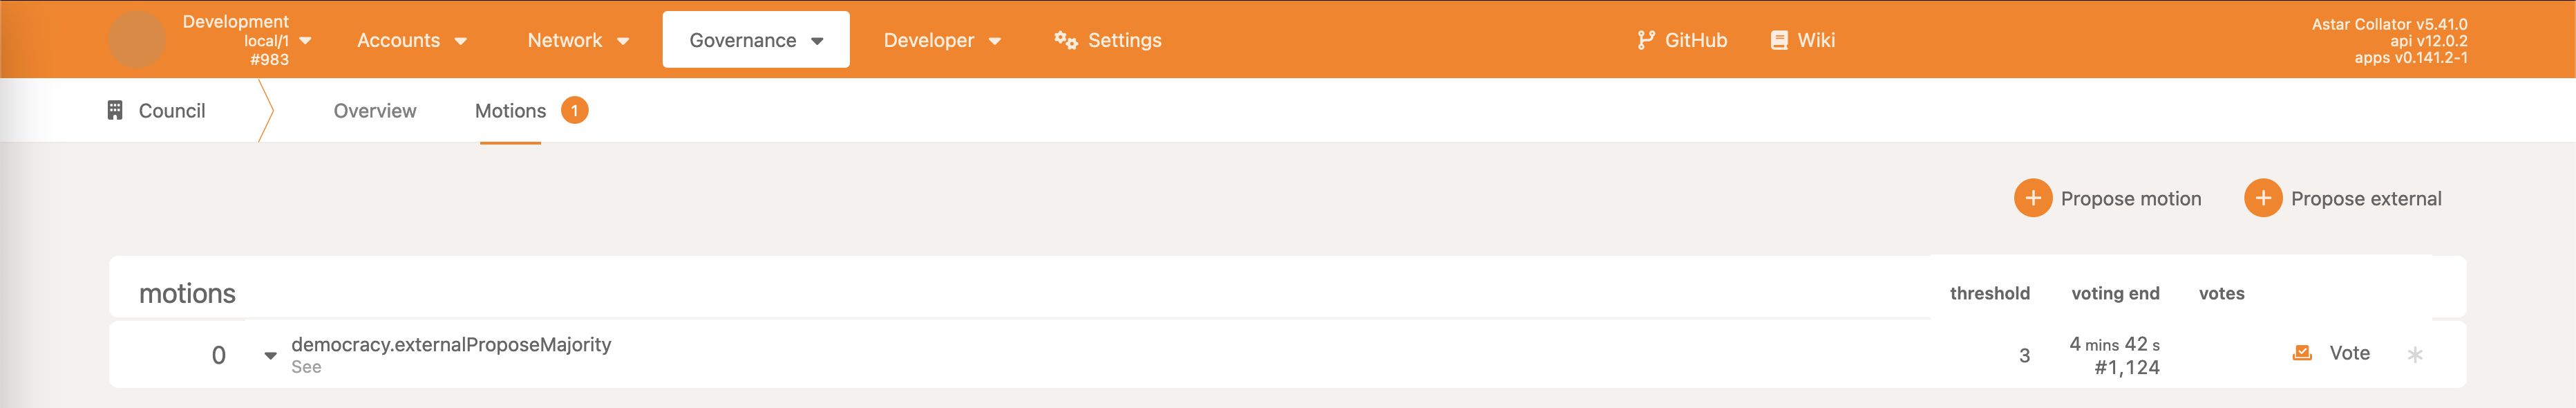 Development
local/1
#983
Accounts
Network
Governance
Developer
Settings
GitHub
Wiki
Astar Collator v5.41.0
api v12.0.2
apps v0.141.2-1
Council
Overview
Motions 1
Propose motion
Propose external
motions threshold voting end votes
0 democracy.externalProposeMajority
See
3
4 mins 42 s
#1,124
Vote